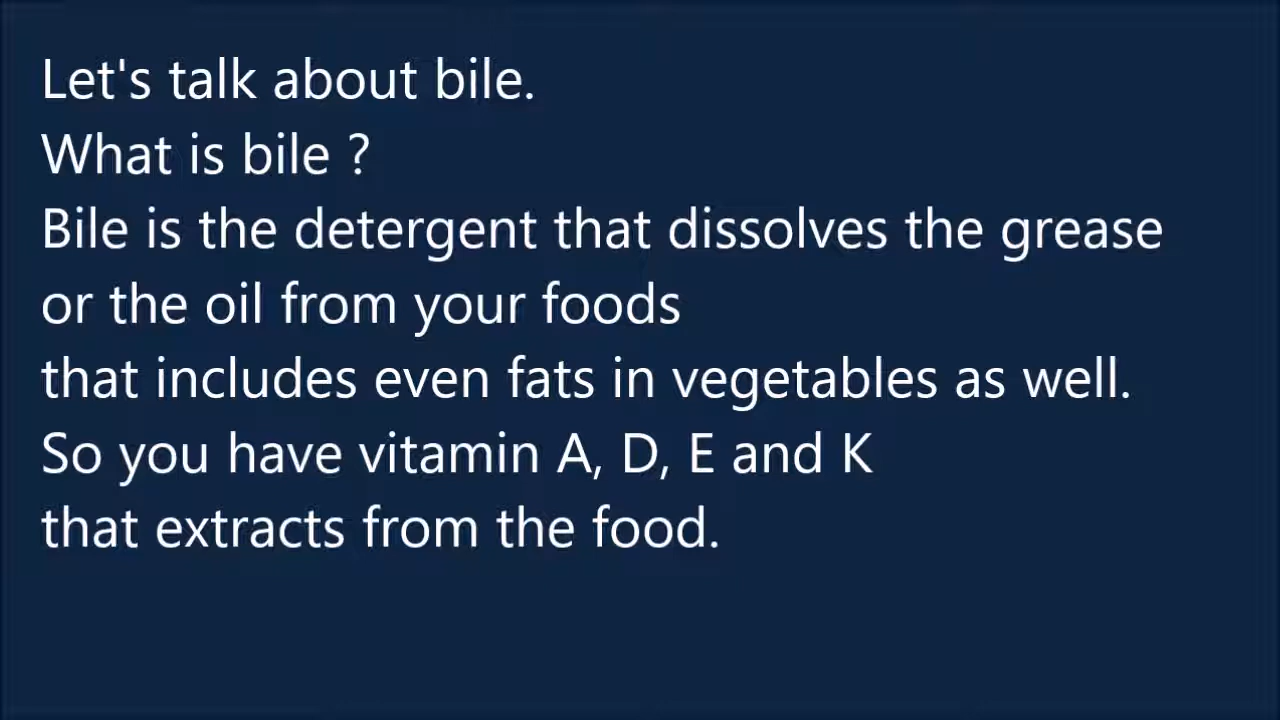 Let's talk about bile.
What is bile ?
Bile is the detergent that dissolves the grease
or the oil from your foods
that includes even fats in vegetables as well.
So you have vitamin A, D, E and K
that extracts from the food.